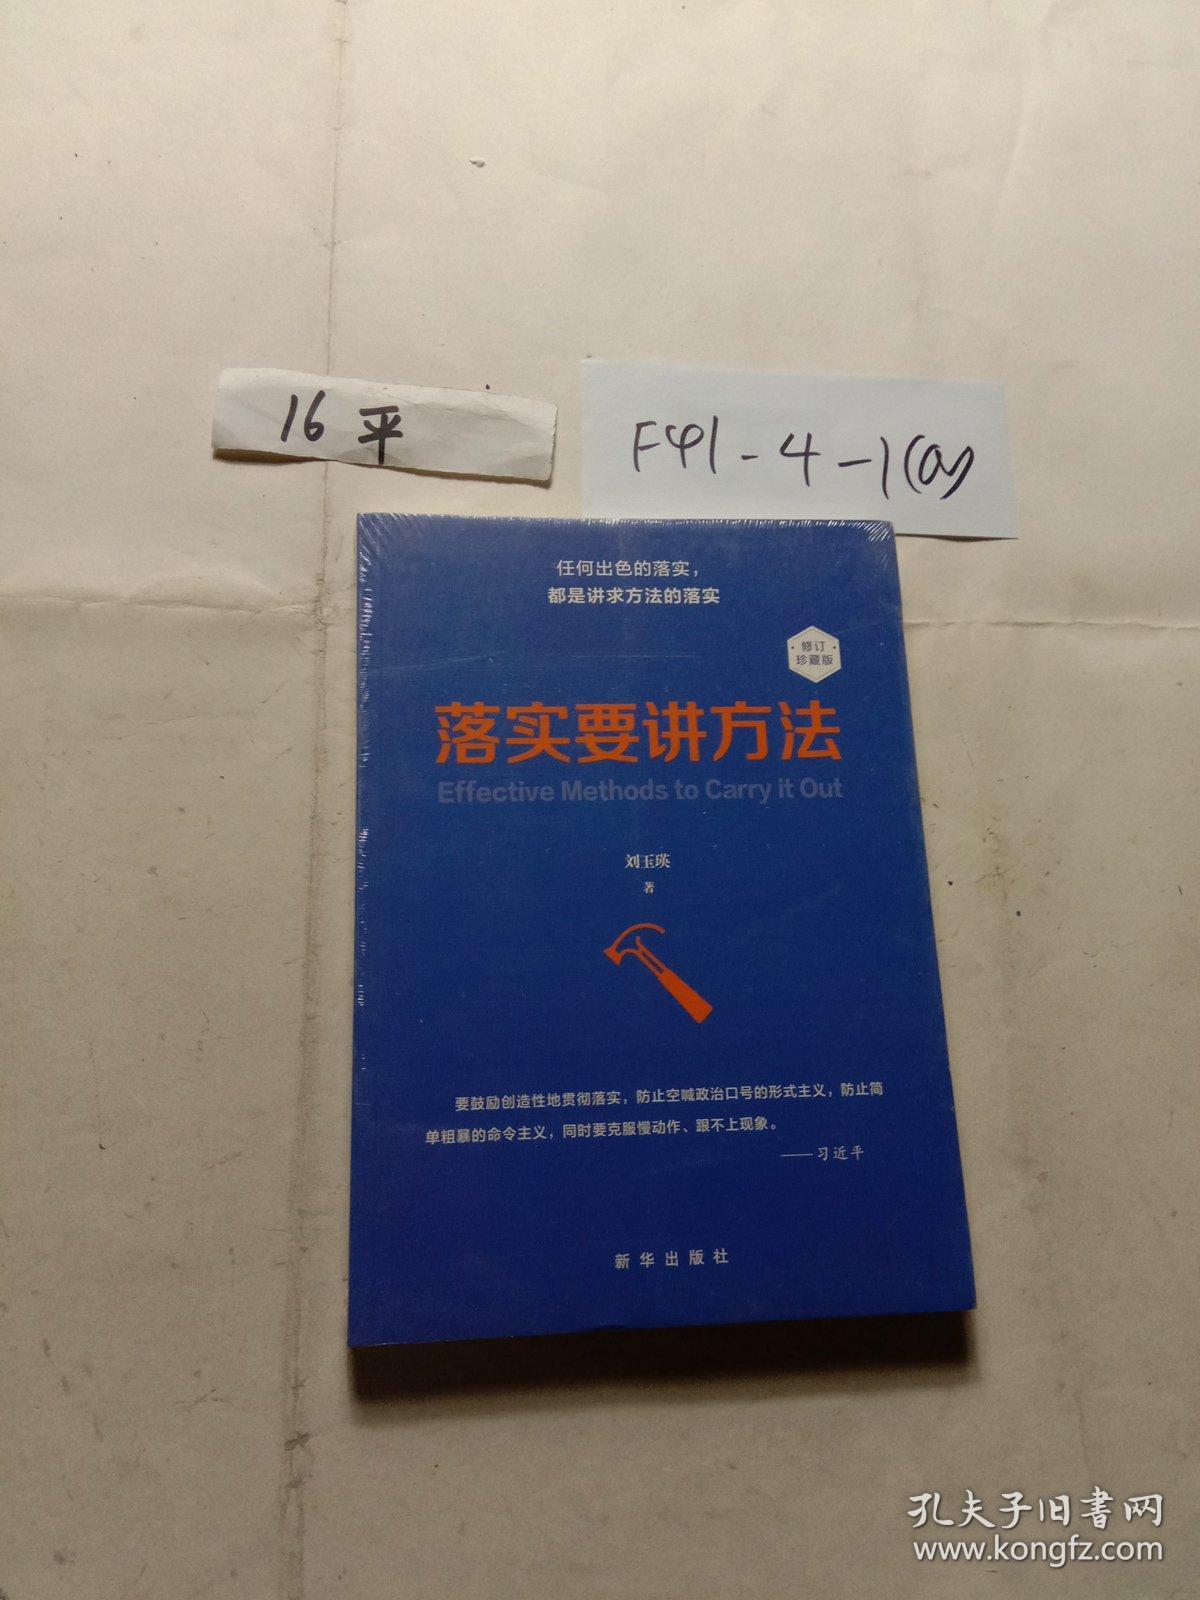 16平
F41-4-1(a)
任何出色的落实，
都是讲求方法的落实
修订
珍藏版
落实要讲方法
Effective Methods to Carry it Out
刘玉瑛
著
要鼓励创造性地贯彻落实，防止空喊政治口号的形式主义，防止简
单粗暴的命令主义，同时要克服慢动作、跟不上现象。
——习近平
新华出版社
孔夫子旧书网
www.kongfz.com